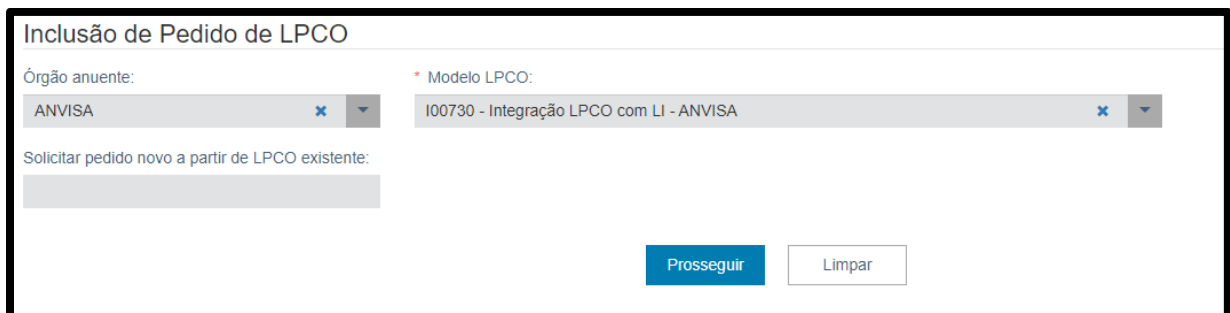 Inclusão de Pedido de LPCO
Órgão anuente: * Modelo LPCO:
ANVISA I00730 - Integração LPCO com LI - ANVISA
Solicitar pedido novo a partir de LPCO existente:
Prosseguir Limpar